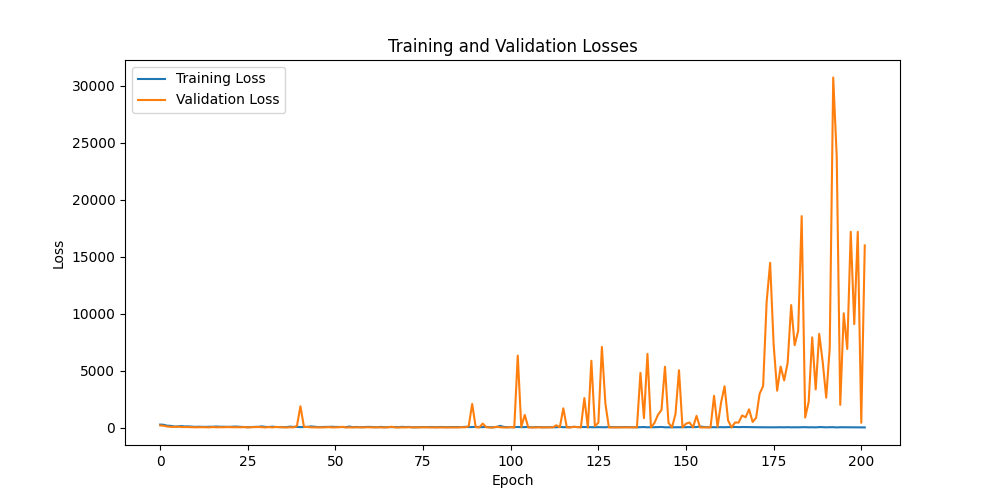 Training and Validation Losses
Training Loss
Validation Loss
30000
25000
20000
15000
10000
5000
0
Loss
0 25 50 75 100 125 150 175 200
Epoch